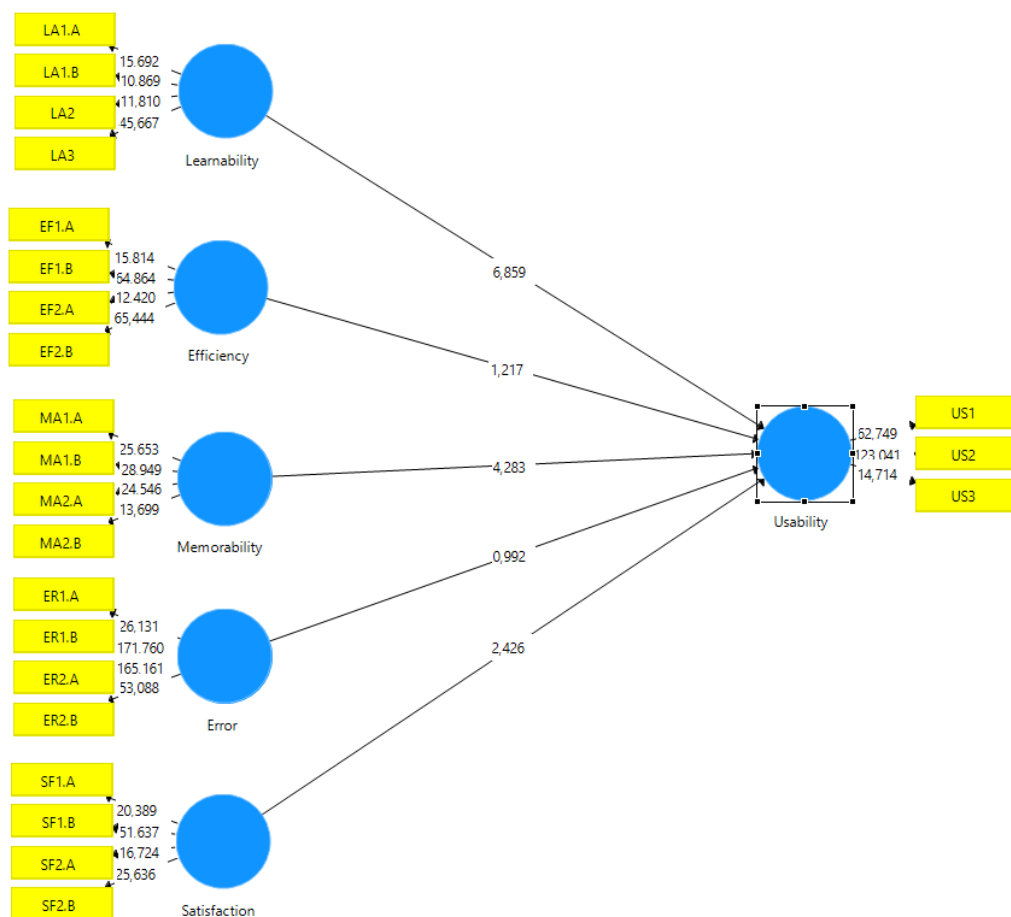 LA1.A
LA1.B
LA2
LA3
15.692
10.869
11.810
45,667
Learnability
EF1.A
EF1.B
EF2.A
EF2.B
15.814
64.864
12.420
65,444
Efficiency
MA1.A
MA1.B
MA2.A
MA2.B
25.653
28.949
24.546
13,699
Memorability
ER1.A
ER1.B
ER2.A
ER2.B
26,131
171.760
165.161
53,088
Error
SF1.A
SF1.B
SF2.A
SF2.B
20,389
51.637
16,724
25,636
Satisfaction
6,859
1,217
4,283
0,992
2,426
Usability
62,749
123.041
14,714
US1
US2
US3